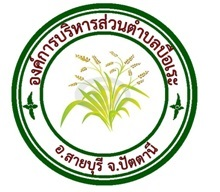 องค์การบริหารส่วนตำบลบือเระ
อ.สายบุรี จ.ปัตตานี